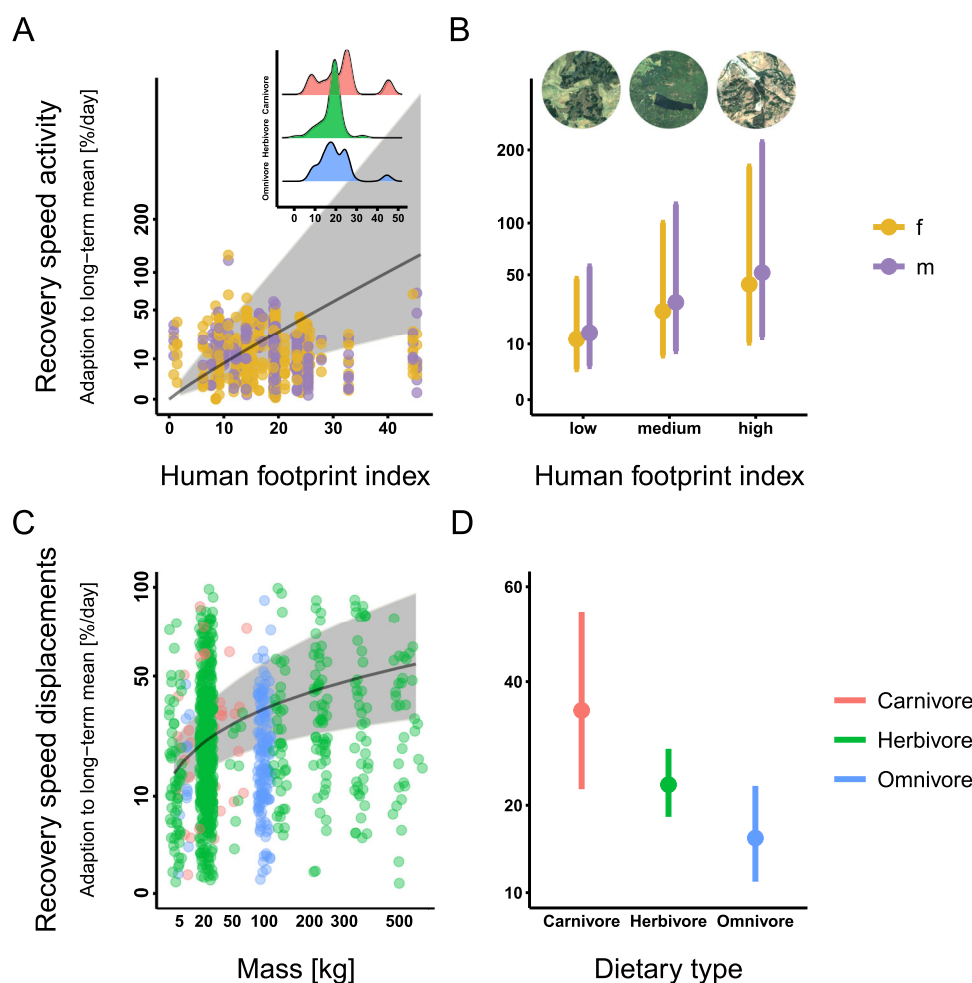 A
Recovery speed activity
Adaption to long−term mean [%/day]
200
100
50
10
0
0 10 20 30 40
Human footprint index
Omnivore Herbivore Carnivore
0 10 20 30 40 50
B
200
100
50
10
0
low medium high
Human footprint index
f
m
C
Recovery speed displacements
Adaption to long−term mean [%/day]
100
50
10
0
5 20 50 100 200 300 500
Mass [kg]
D
60
40
20
10
Carnivore Herbivore Omnivore
Dietary type
Carnivore
Herbivore
Omnivore